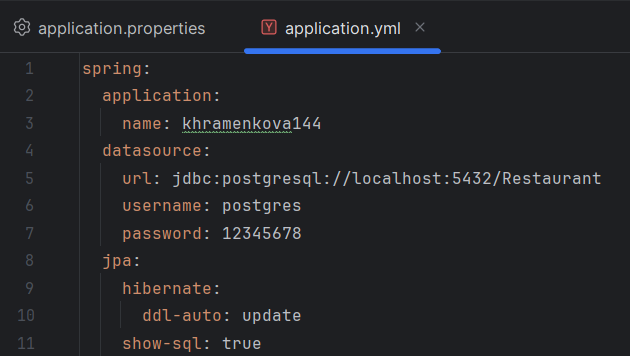 application.properties application.yml
1 spring:
2 application:
3 name: khramenkova144
4 datasource:
5 url: jdbc:postgresql://localhost:5432/Restaurant
6 username: postgres
7 password: 12345678
8 jpa:
9 hibernate:
10 ddl-auto: update
11 show-sql: true